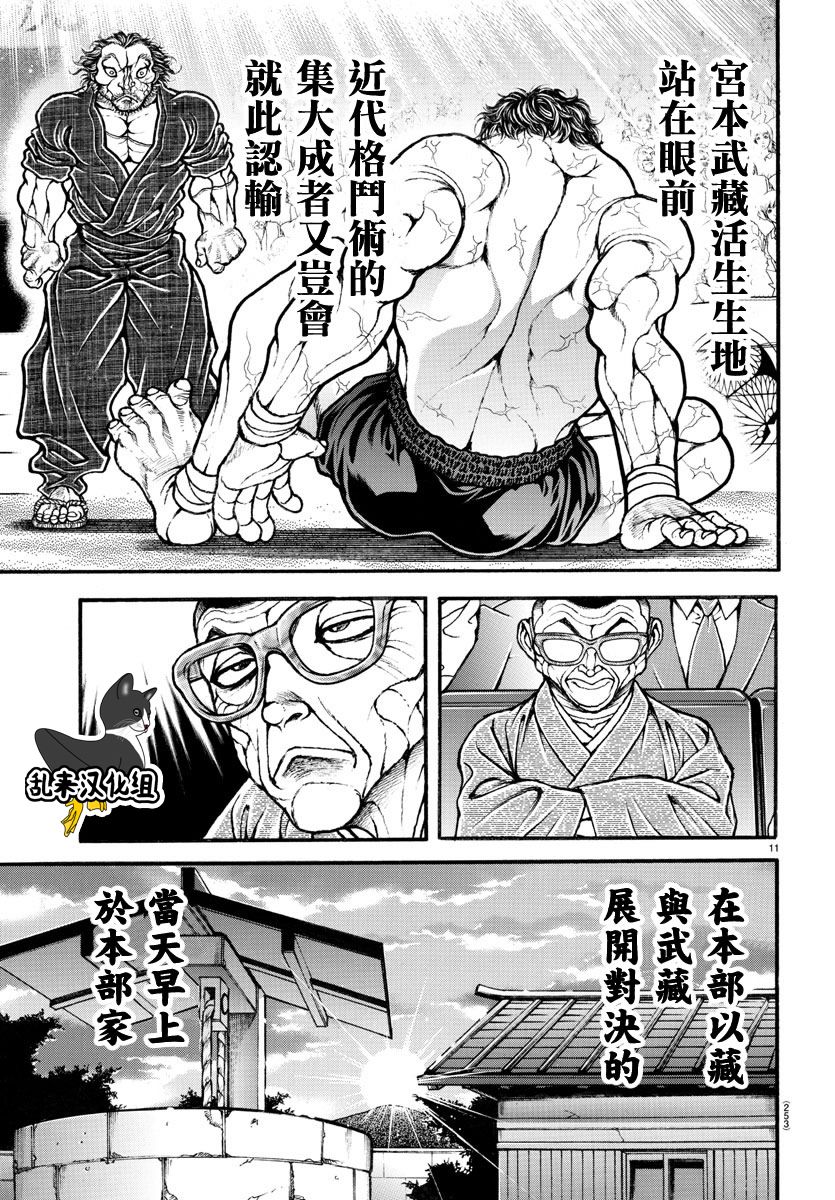 宮本武藏活生生地
站在眼前
近代格鬥術的
集大成者又豈會
就此認輸
乱来汉化组
11
在本部以藏
與武藏
展開對決的
當天早上
於本部家
(253)